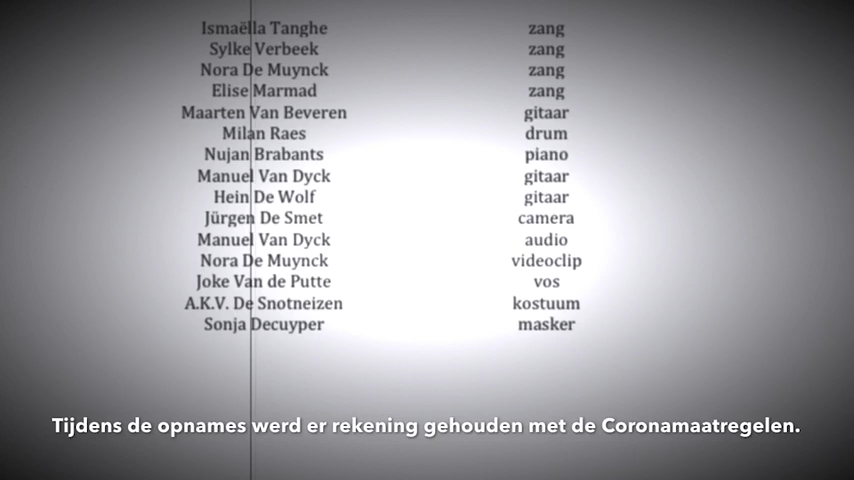 Ismaëlla Tanghe zang
Sylke Verbeek zang
Nora De Muynck zang
Elise Marmad zang
Maarten Van Beveren gitaar
Milan Raes drum
Nujan Brabants piano
Manuel Van Dyck gitaar
Hein De Wolf gitaar
Jürgen De Smet camera
Manuel Van Dyck audio
Nora De Muynck videoclip
Joke Van de Putte vos
A.K.V. De Snotneizen kostuum
Sonja Decuyper masker
Tijdens de opnames werd er rekening gehouden met de Coronamaatregelen.